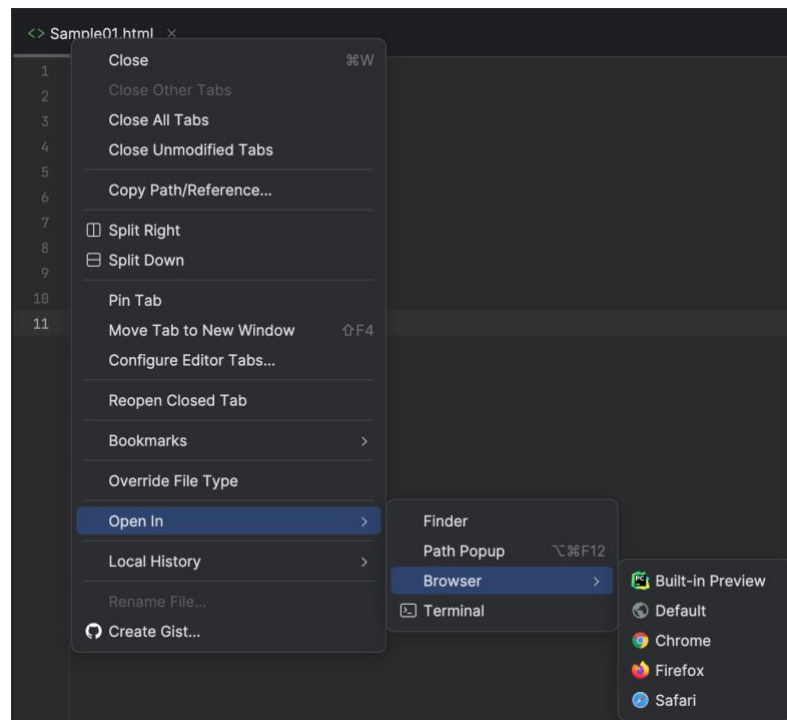 <> Sample01.html ×
1
2
3
4
5
6
7
8
9
10
11
Close ⌘W
Close Other Tabs
Close All Tabs
Close Unmodified Tabs
Copy Path/Reference...
Split Right
Split Down
Pin Tab
Move Tab to New Window ⇧F4
Configure Editor Tabs...
Reopen Closed Tab
Bookmarks >
Override File Type
Open In >
Local History >
Rename File...
Create Gist...
Finder
Path Popup ⌥⌘F12
Browser >
Terminal
PC Built-in Preview
Default
Chrome
Firefox
Safari